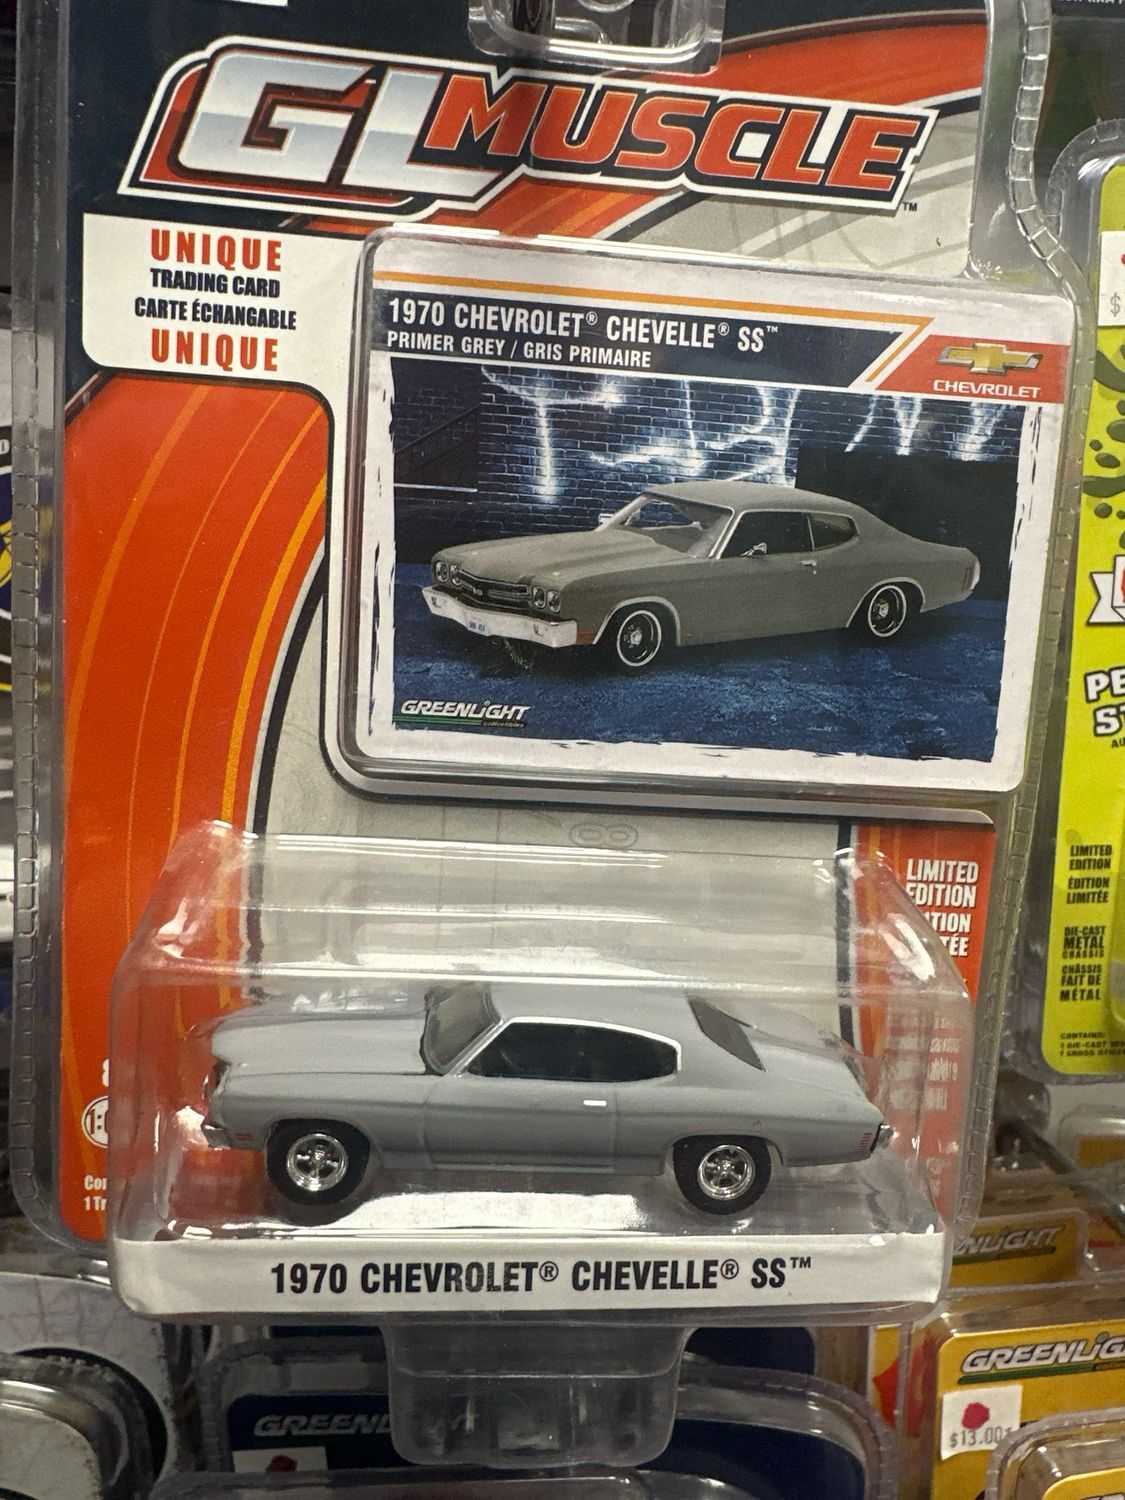 GL MUSCLE™
UNIQUE
TRADING CARD
CARTE ÉCHANGABLE
UNIQUE
1970 CHEVROLET® CHEVELLE® SS™
PRIMER GREY / GRIS PRIMAIRE
CHEVROLET
GREENLIGHT
collectibles
LIMITED
EDITION
1970 CHEVROLET® CHEVELLE® SS™
LIMITED
EDITION
ÉDITION
LIMITÉE
DIE-CAST
METAL
CHASSIS
CHÂSSIS
FAIT DE
MÉTAL
GREENLIGHT
$13.00